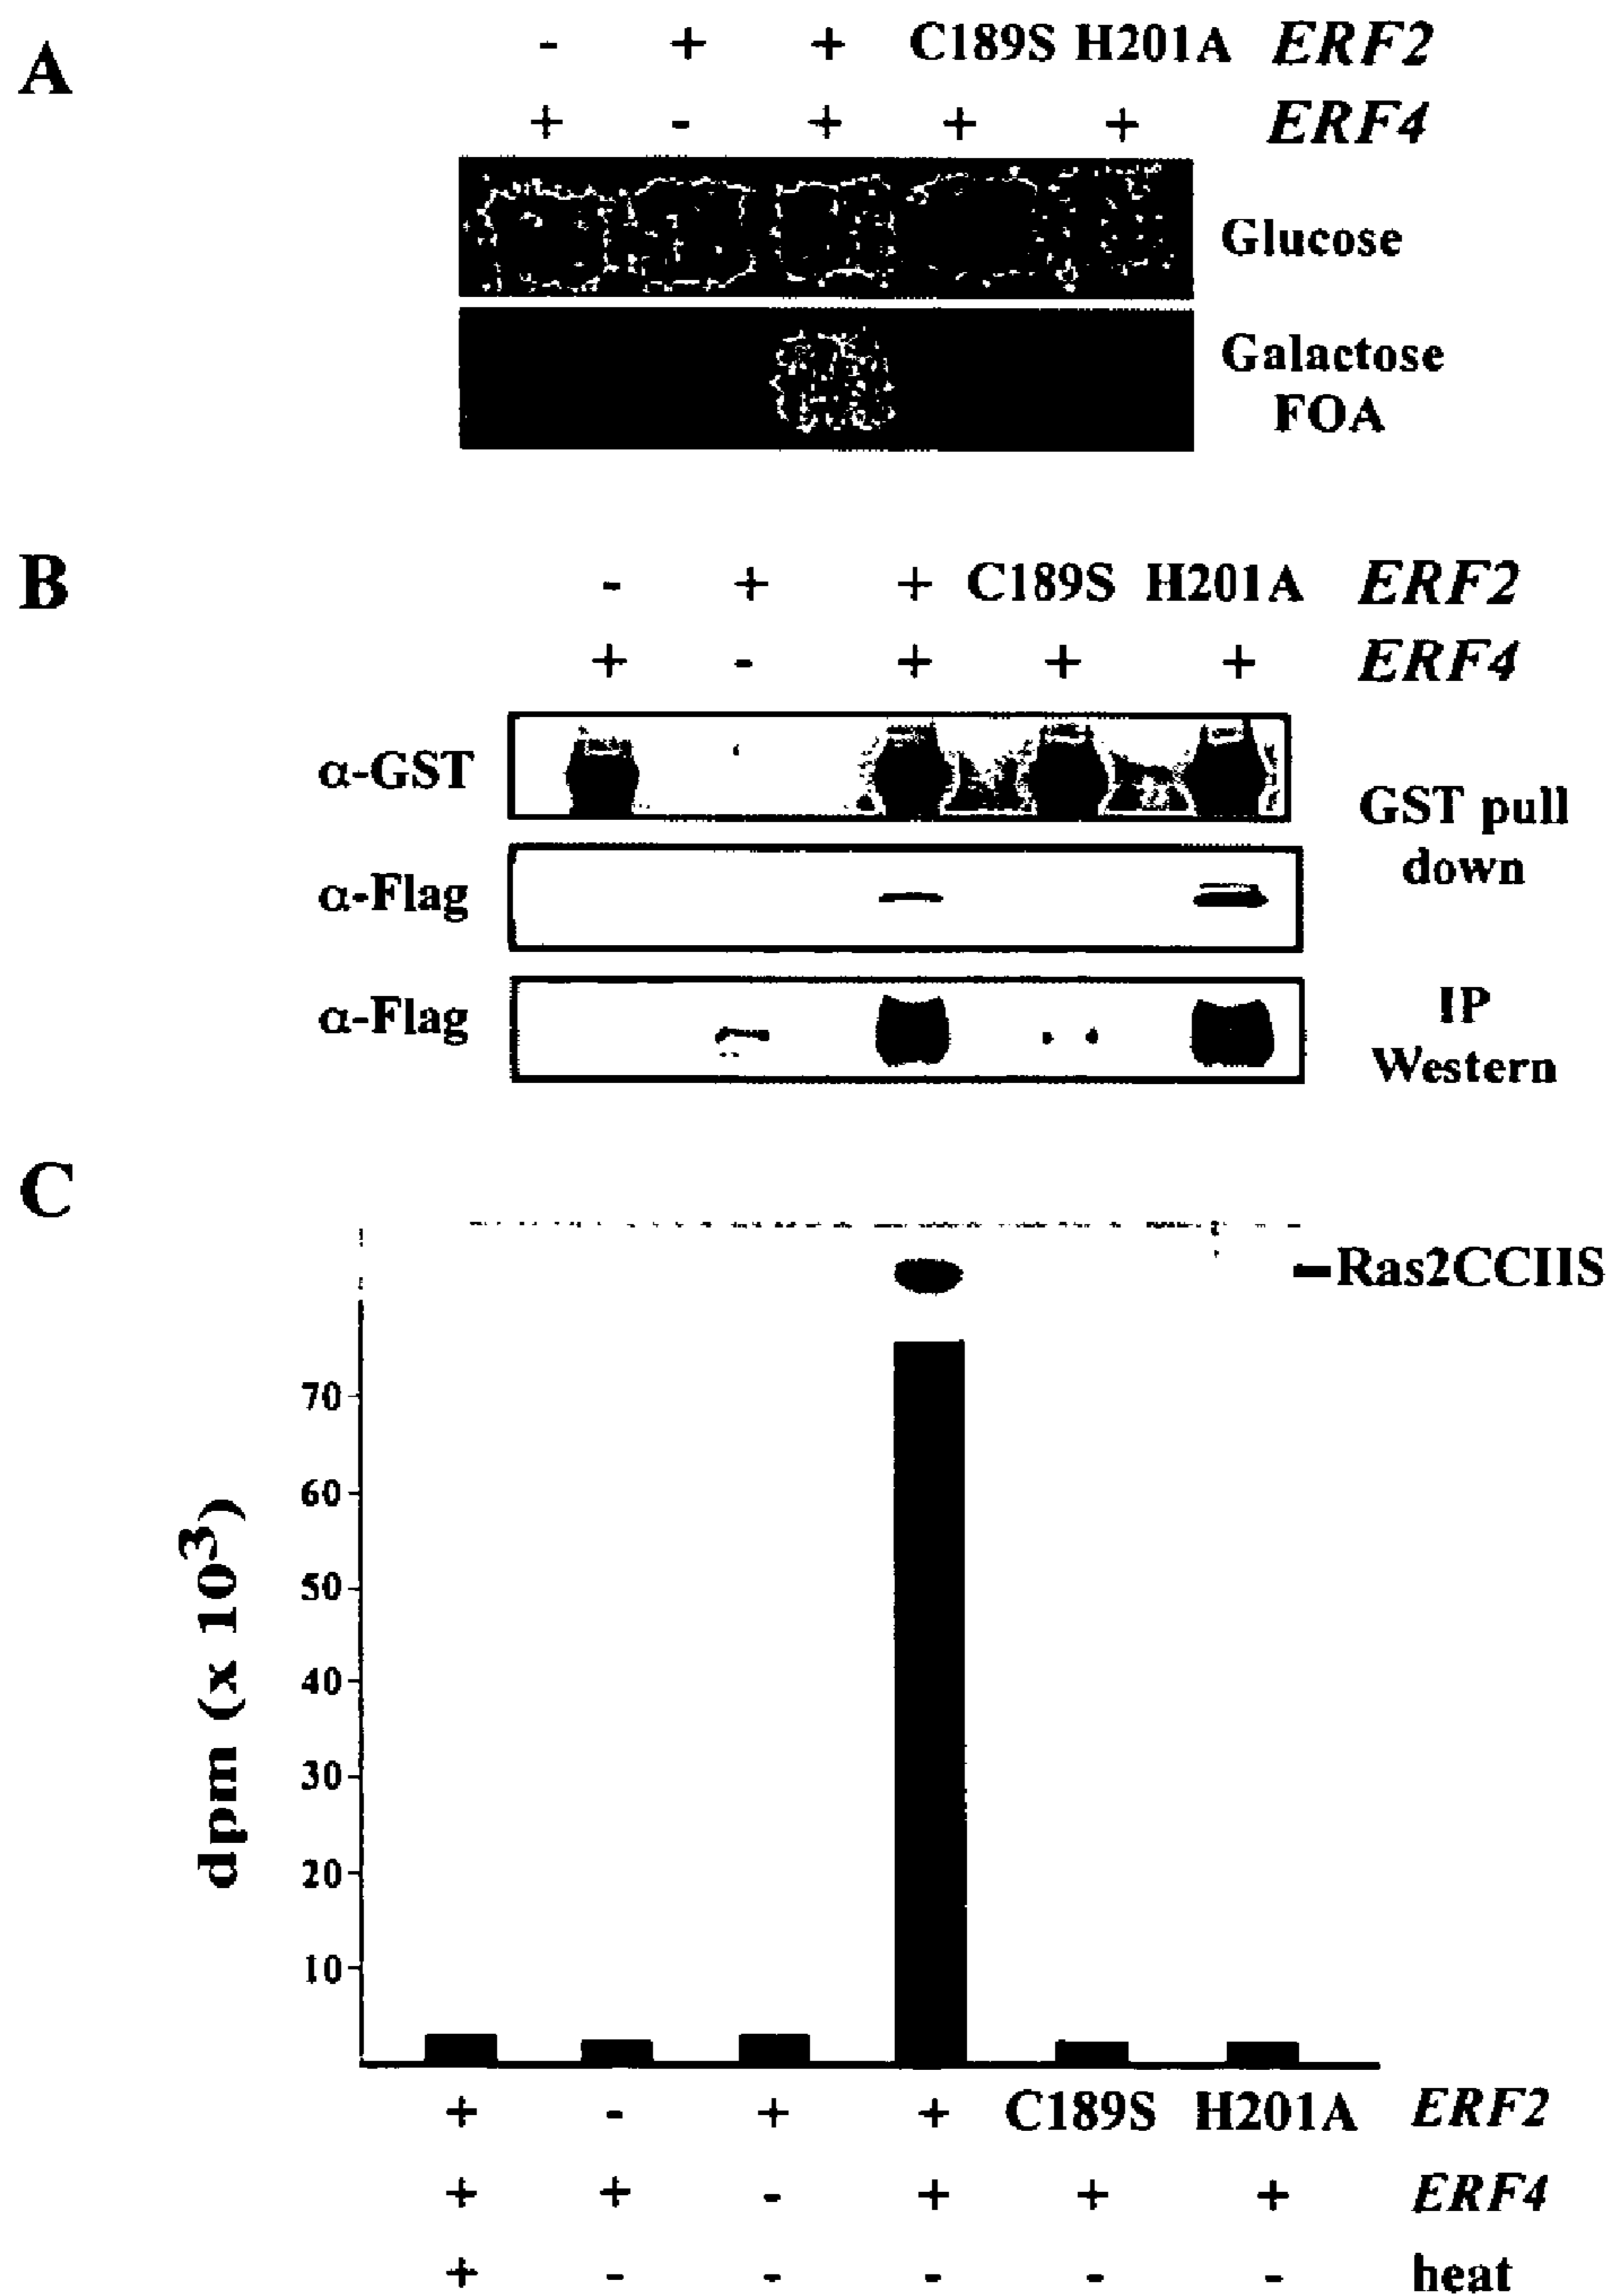 A
- + + C189S H201A ERF2
+ - + + + ERF4
Glucose
Galactose
FOA
B
- + + C189S H201A ERF2
+ - + + + ERF4
α-GST
GST pull
down
α-Flag
α-Flag
IP
Western
C
Ras2CCIIS
70
60
50
40
30
20
10
dpm (x 10-3)
+ - + + C189S H201A ERF2
+ + - + + + ERF4
+ - - - - - heat